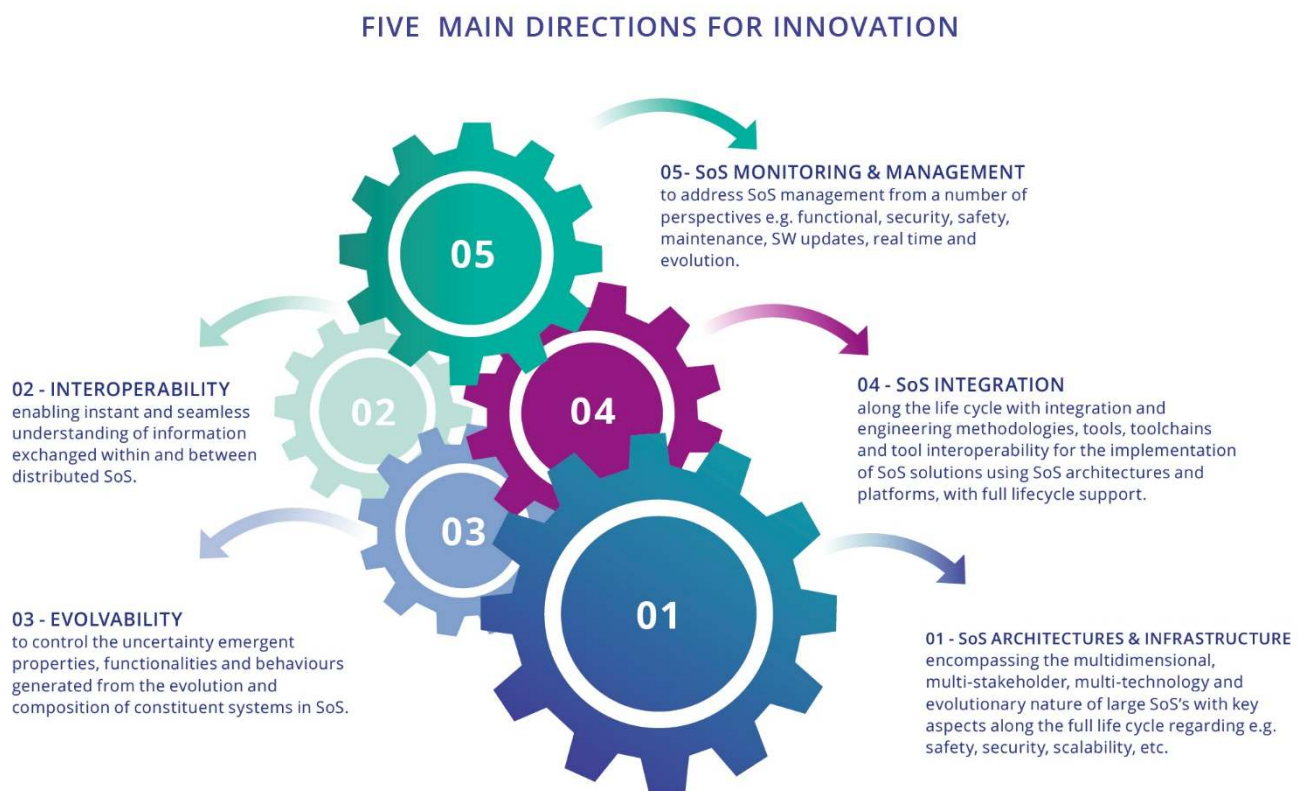 FIVE MAIN DIRECTIONS FOR INNOVATION
05
05- SoS MONITORING & MANAGEMENT
to address SoS management from a number of
perspectives e.g. functional, security, safety,
maintenance, SW updates, real time and
evolution.
02 - INTEROPERABILITY
enabling instant and seamless
understanding of information
exchanged within and between
distributed SoS.
02
04
04 - SoS INTEGRATION
along the life cycle with integration and
engineering methodologies, tools, toolchains
and tool interoperability for the implementation
of SoS solutions using SoS architectures and
platforms, with full lifecycle support.
03
03 - EVOLVABILITY
to control the uncertainty emergent
properties, functionalities and behaviours
generated from the evolution and
composition of constituent systems in SoS.
01
01 - SoS ARCHITECTURES & INFRASTRUCTURE
encompassing the multidimensional,
multi-stakeholder, multi-technology and
evolutionary nature of large SoS’s with key
aspects along the full life cycle regarding e.g.
safety, security, scalability, etc.